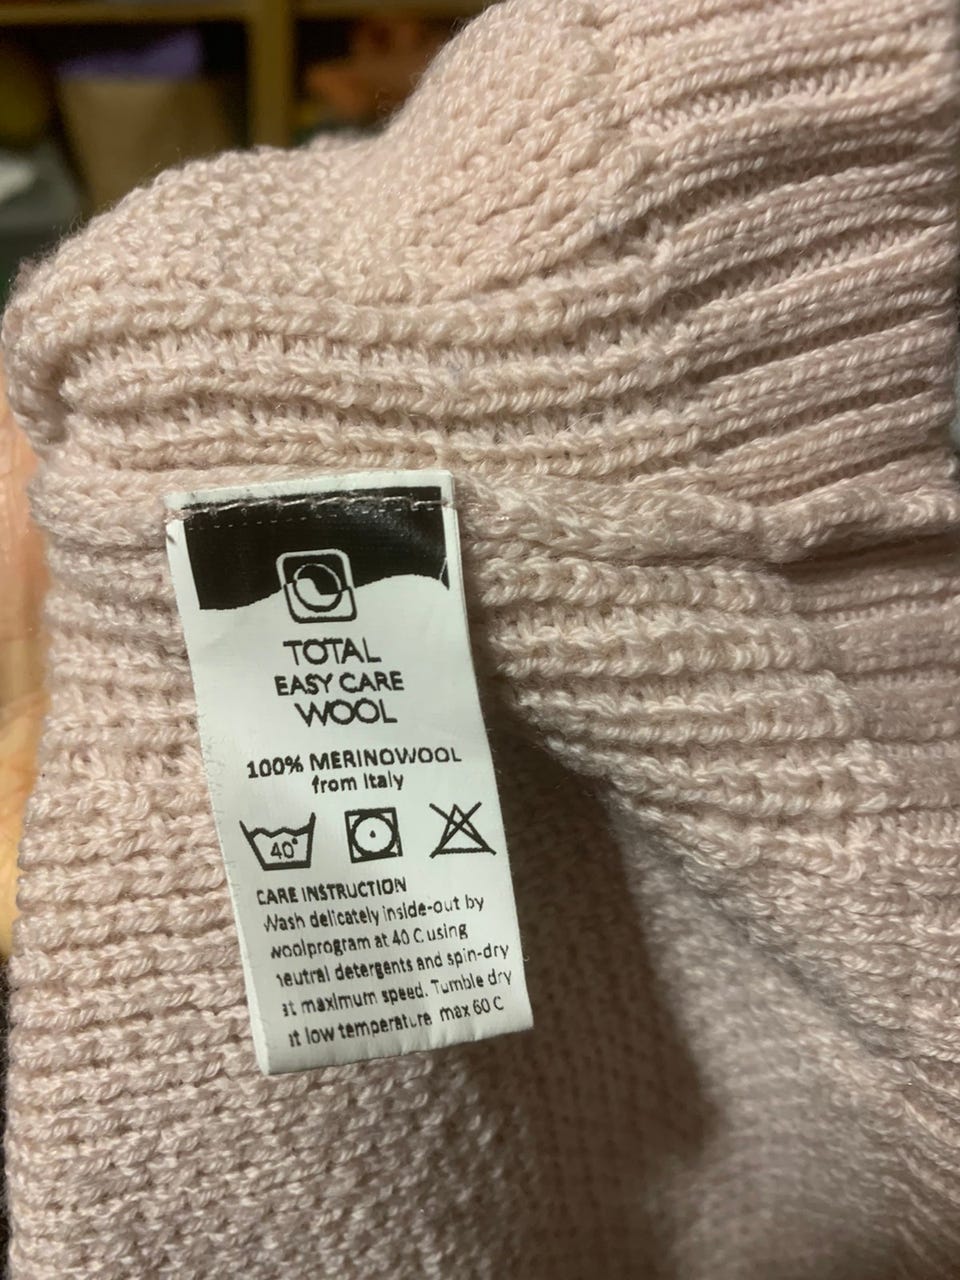 TOTAL
EASY CARE
WOOL
100% MERINOWOOL
from Italy
40°
CARE INSTRUCTION
Wash delicately inside-out by
woolprogram at 40 C using
neutral detergents and spin-dry
at maximum speed. Tumble dry
at low temperature max 60 C